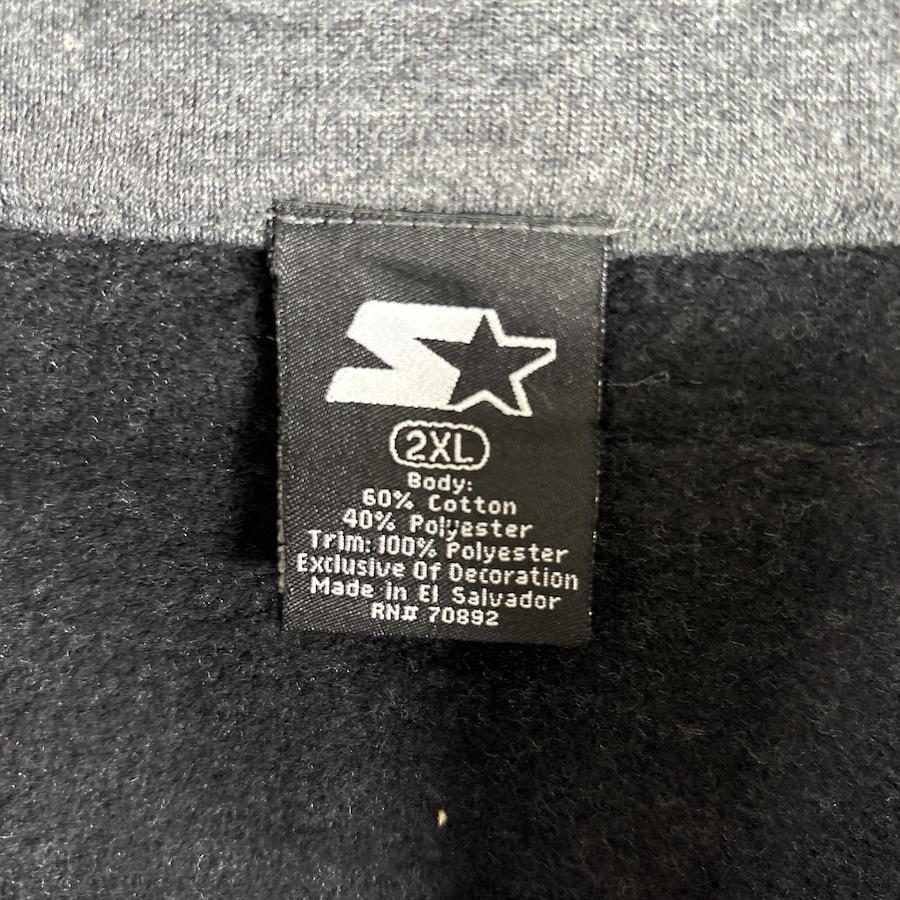 2XL
Body:
60% Cotton
40% Polyester
Trim: 100% Polyester
Exclusive Of Decoration
Made in El Salvador
RN# 70892